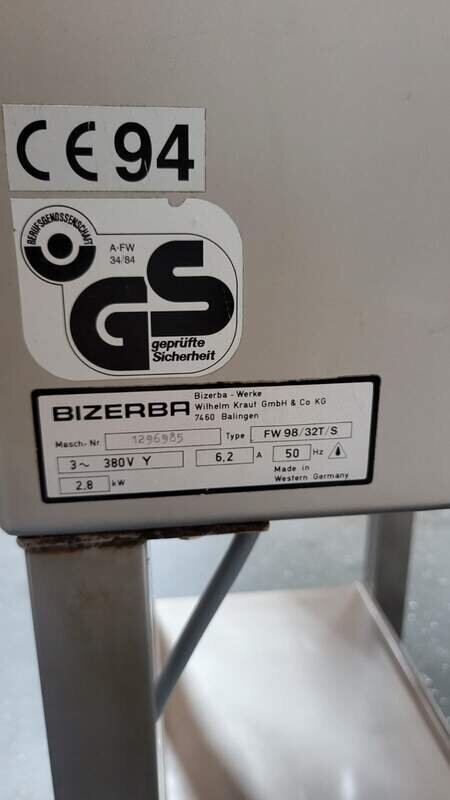 CE 94
BERUFSGENOSSENSCHAFT
A-FW
34/84
GS
geprüfte
Sicherheit
BIZERBA
Bizerba - Werke
Wilhelm Kraut GmbH & Co KG
7460 Balingen
Masch-Nr. 1296985 Type FW 98/32T/S
3~ 380V Y 6,2 A 50 Hz
2.8 kW
Made in
Western Germany